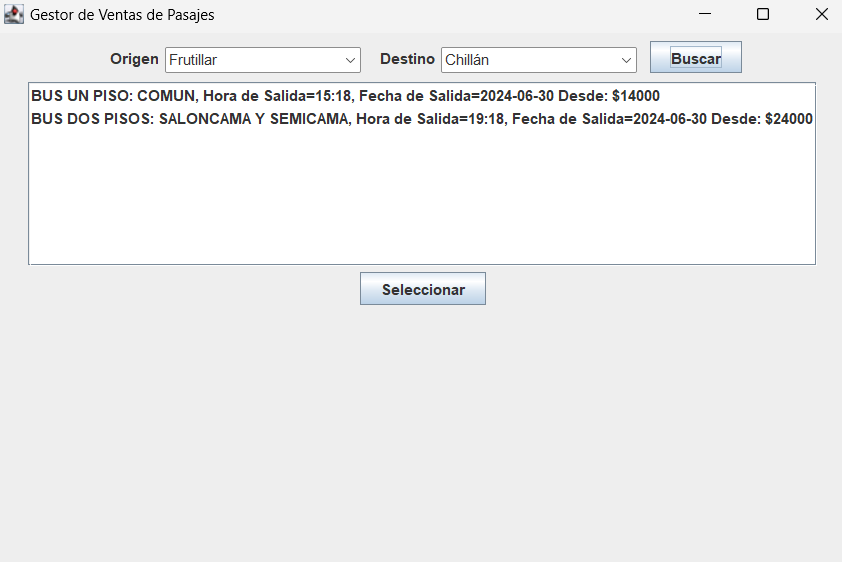 Gestor de Ventas de Pasajes
Origen Frutillar Destino Chillán Buscar
BUS UN PISO: COMUN, Hora de Salida=15:18, Fecha de Salida=2024-06-30 Desde: $14000
BUS DOS PISOS: SALONCAMA Y SEMICAMA, Hora de Salida=19:18, Fecha de Salida=2024-06-30 Desde: $24000
Seleccionar